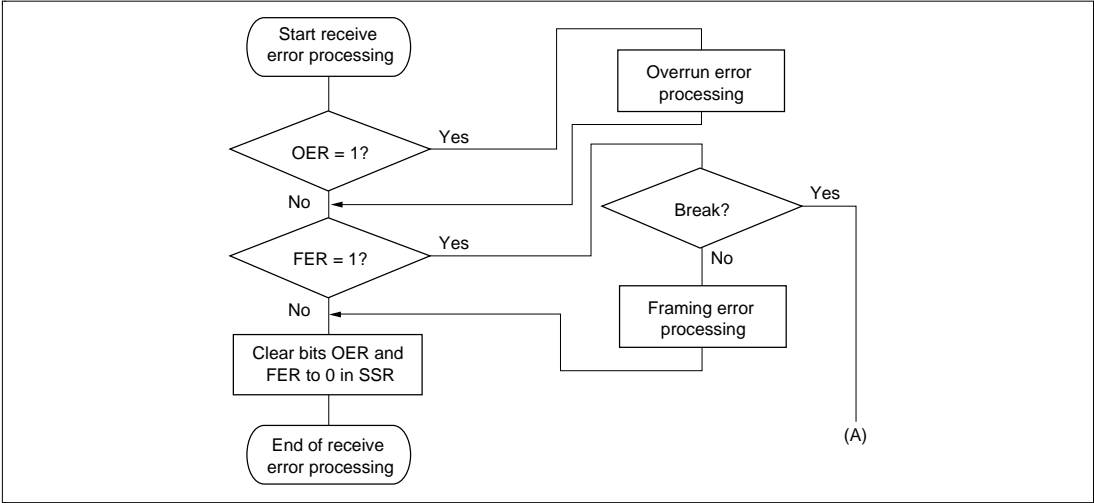 Start receive
error processing
OER = 1?
Yes
Overrun error
processing
No
FER = 1?
Yes
Break?
Yes
No
Framing error
processing
No
Clear bits OER and
FER to 0 in SSR
End of receive
error processing
(A)